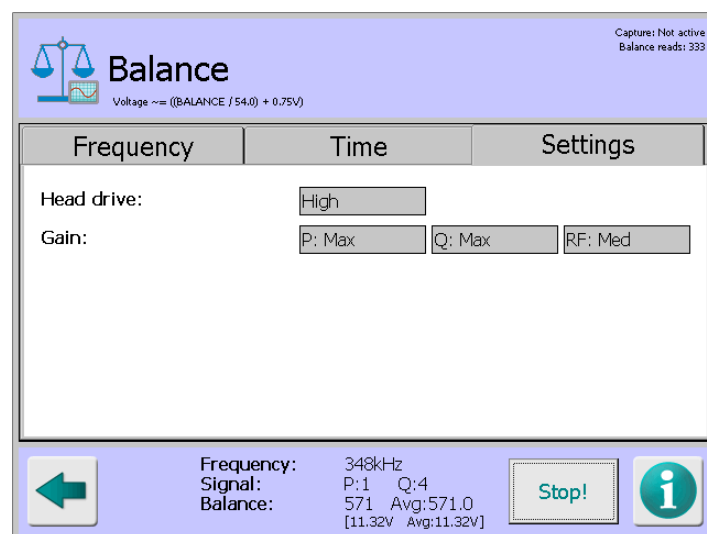 Capture: Not active
Balance reads: 333
Balance
Voltage ~= ((BALANCE / 54.0) + 0.75V)
Frequency Time Settings
Head drive: High
Gain: P: Max Q: Max RF: Med
Frequency: 348kHz
Signal: P:1 Q:4
Balance: 571 Avg:571.0
[11.32V Avg:11.32V]
Stop!
i